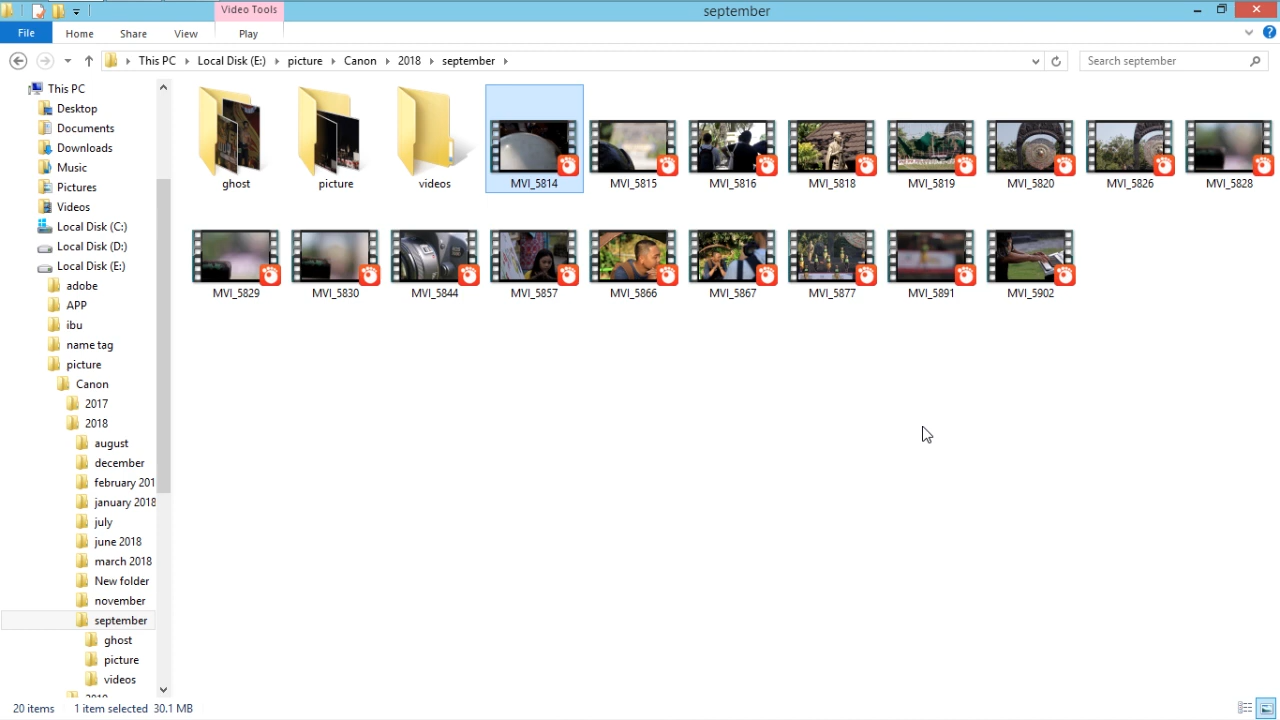 Video Tools
september
File
Home
Share
View
Play
This PC
Local Disk (E:)
picture
Canon
2018
september
Search september
This PC
Desktop
Documents
Downloads
Music
Pictures
Videos
Local Disk (C:)
Local Disk (D:)
Local Disk (E:)
adobe
APP
ibu
name tag
picture
Canon
2017
2018
august
december
february 201
january 2018
july
june 2018
march 2018
New folder
november
september
ghost
picture
videos
ghost
picture
videos
MVI_5814
MVI_5815
MVI_5816
MVI_5818
MVI_5819
MVI_5820
MVI_5826
MVI_5828
MVI_5829
MVI_5830
MVI_5844
MVI_5857
MVI_5866
MVI_5867
MVI_5877
MVI_5891
MVI_5902
20 items
1 item selected 30.1 MB